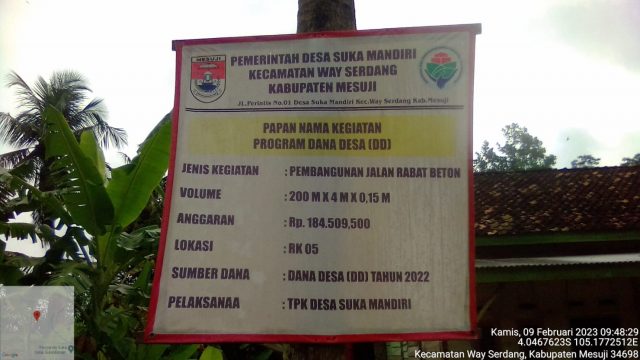 MESUJI
PEMERINTAH DESA SUKA MANDIRI
KECAMATAN WAY SERDANG
KABUPATEN MESUJI
JL.Perintis No.01 Desa Suka Mandiri Kec.Way Serdang Kab.Mesuji
PAPAN NAMA KEGIATAN
PROGRAM DANA DESA (DD)
JENIS KEGIATAN : PEMBANGUNAN JALAN RABAT BETON
VOLUME : 200 M X 4 M X 0,15 M
ANGGARAN : Rp. 184,509,500
LOKASI : RK 05
SUMBER DANA : DANA DESA (DD) TAHUN 2022
PELAKSANAA : TPK DESA SUKA MANDIRI
Kamis, 09 Februari 2023 09:48:29
4.0467623S 105.1772512E
Kecamatan Way Serdang, Kabupaten Mesuji 3469